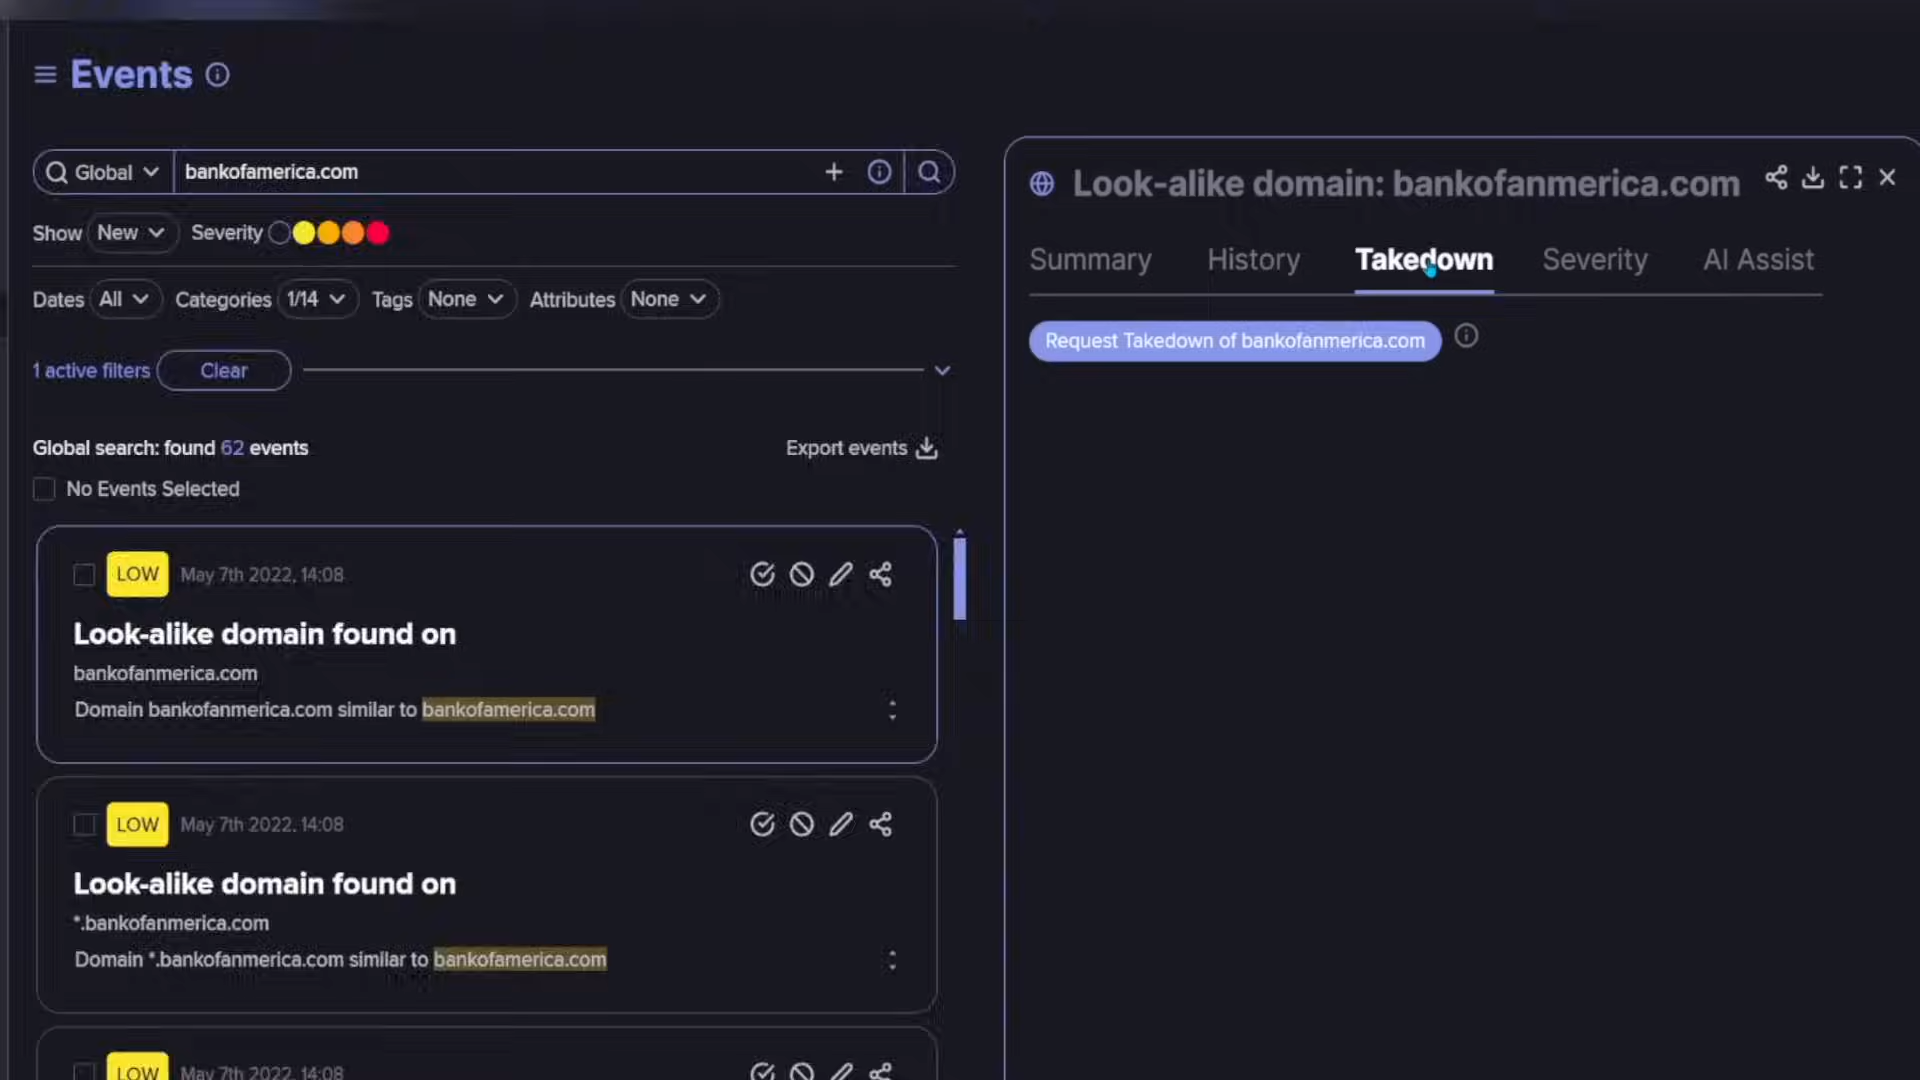 Events
Global
bankofamerica.com
Show New Severity
Dates All Categories 1/14 Tags None Attributes None
1 active filters Clear
Global search: found 62 events
Export events
No Events Selected
LOW May 7th 2022, 14:08
Look-alike domain found on
bankofanmerica.com
Domain bankofanmerica.com similar to bankofamerica.com
LOW May 7th 2022, 14:08
Look-alike domain found on
*.bankofanmerica.com
Domain *.bankofanmerica.com similar to bankofamerica.com
LOW May 7th 2022, 14:08
Look-alike domain: bankofanmerica.com
Summary History Takedown Severity AI Assist
Request Takedown of bankofanmerica.com